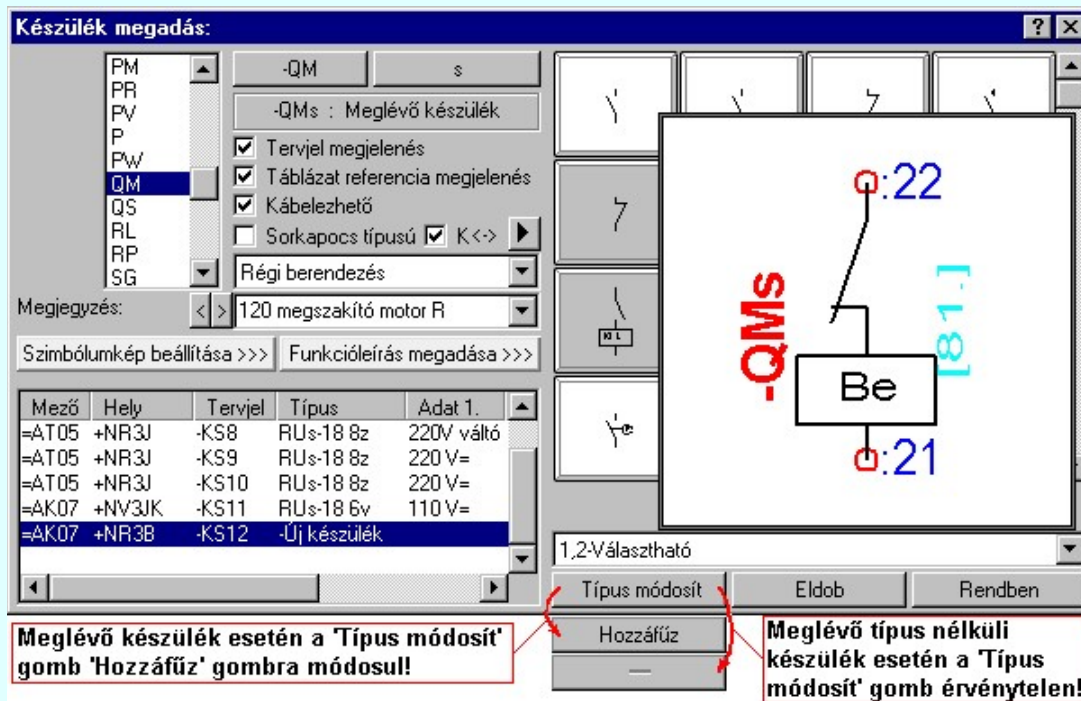 Készülék megadás:
PM
PR
PV
P
PW
QM
QS
RL
RP
SG
-QM
s
-QMs : Meglévő készülék
Tervjel megjelenés
Táblázat referencia megjelenés
Kábelezhető
Sorkapocs típusú K<->
Régi berendezés
Megjegyzés: < > 120 megszakító motor R
Szimbólumkép beállítása >>> Funkcióleírás megadása >>>
Mező Hely Tervjel Típus Adat 1.
=AT05 +NR3J -KS8 RUs-18 8z 220V váltó
=AT05 +NR3J -KS9 RUs-18 8z 220 V=
=AT05 +NR3J -KS10 RUs-18 8z 220 V=
=AK07 +NV3JK -KS11 RUs-18 6v 110 V=
=AK07 +NR3B -KS12 -Új készülék
:22
-QMs
[81.]
Be
:21
1,2-Választható
Típus módosít Eldob Rendben
Hozzáfűz
Meglévő készülék esetén a 'Típus módosít'
gomb 'Hozzáfűz' gombra módosul!
Meglévő típus nélküli
készülék esetén a 'Típus
módosít' gomb érvénytelen!